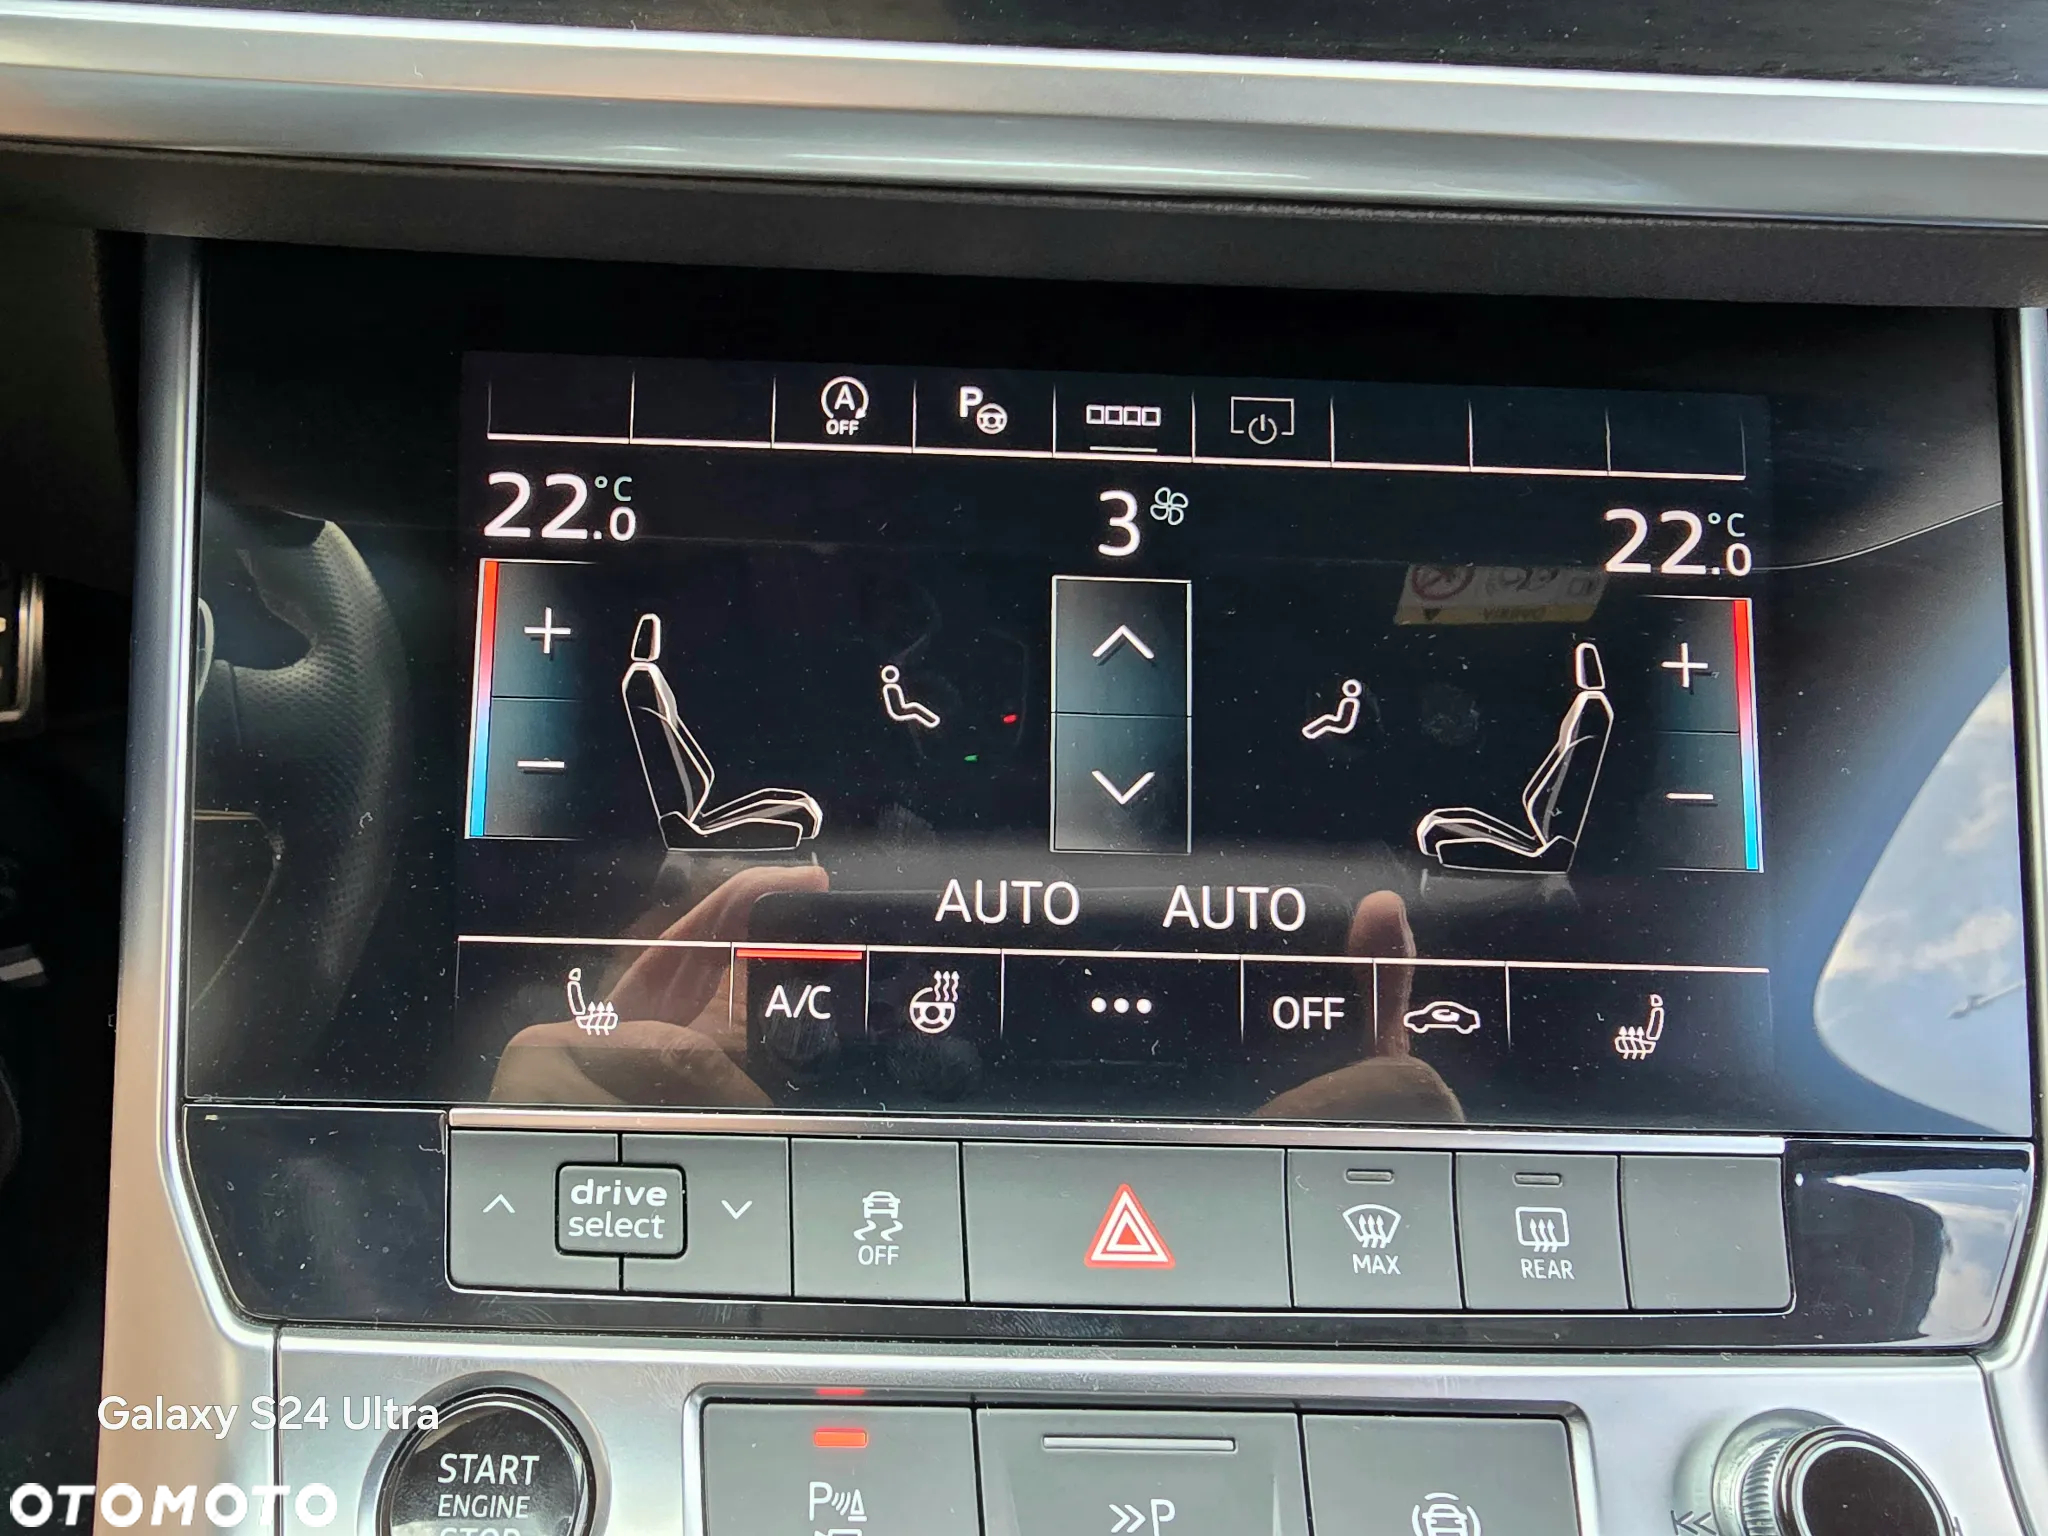 A
OFF
P
22.0 °C
3
22.0 °C
AUTO AUTO
A/C
OFF
drive
select
OFF
MAX
REAR
Galaxy S24 Ultra
START
ENGINE
STOP
P
P
OTOMOTO